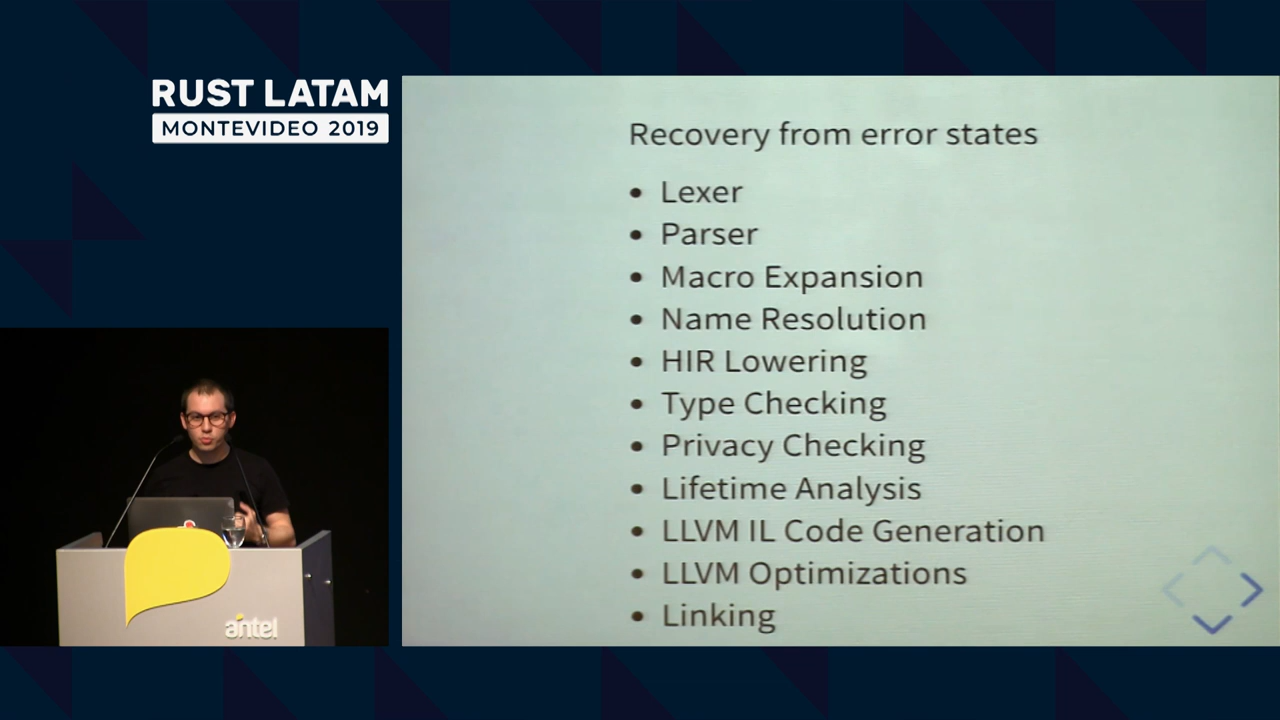 RUST LATAM
MONTEVIDEO 2019
Recovery from error states
• Lexer
• Parser
• Macro Expansion
• Name Resolution
• HIR Lowering
• Type Checking
• Privacy Checking
• Lifetime Analysis
• LLVM IL Code Generation
• LLVM Optimizations
• Linking
antel